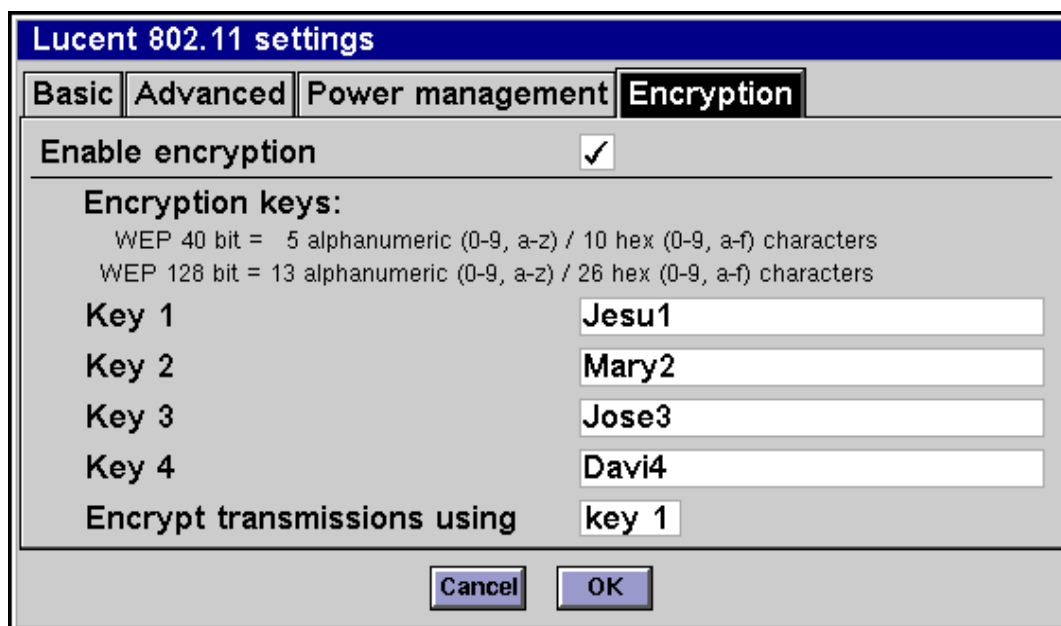 Lucent 802.11 settings
Basic Advanced Power management Encryption
Enable encryption ✓
Encryption keys:
WEP 40 bit = 5 alphanumeric (0-9, a-z) / 10 hex (0-9, a-f) characters
WEP 128 bit = 13 alphanumeric (0-9, a-z) / 26 hex (0-9, a-f) characters
Key 1 Jesu1
Key 2 Mary2
Key 3 Jose3
Key 4 Davi4
Encrypt transmissions using key 1
Cancel OK